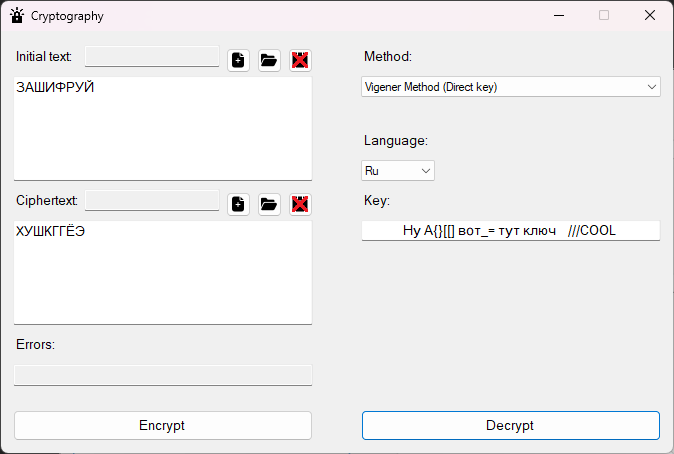 Cryptography
Initial text:
ЗАШИФРУЙ
Ciphertext:
ХУШКГГЁЭ
Errors:
Encrypt
Method:
Vigener Method (Direct key)
Language:
Ru
Key:
Ну А{}[[] вот_= тут ключ ///COOL
Decrypt